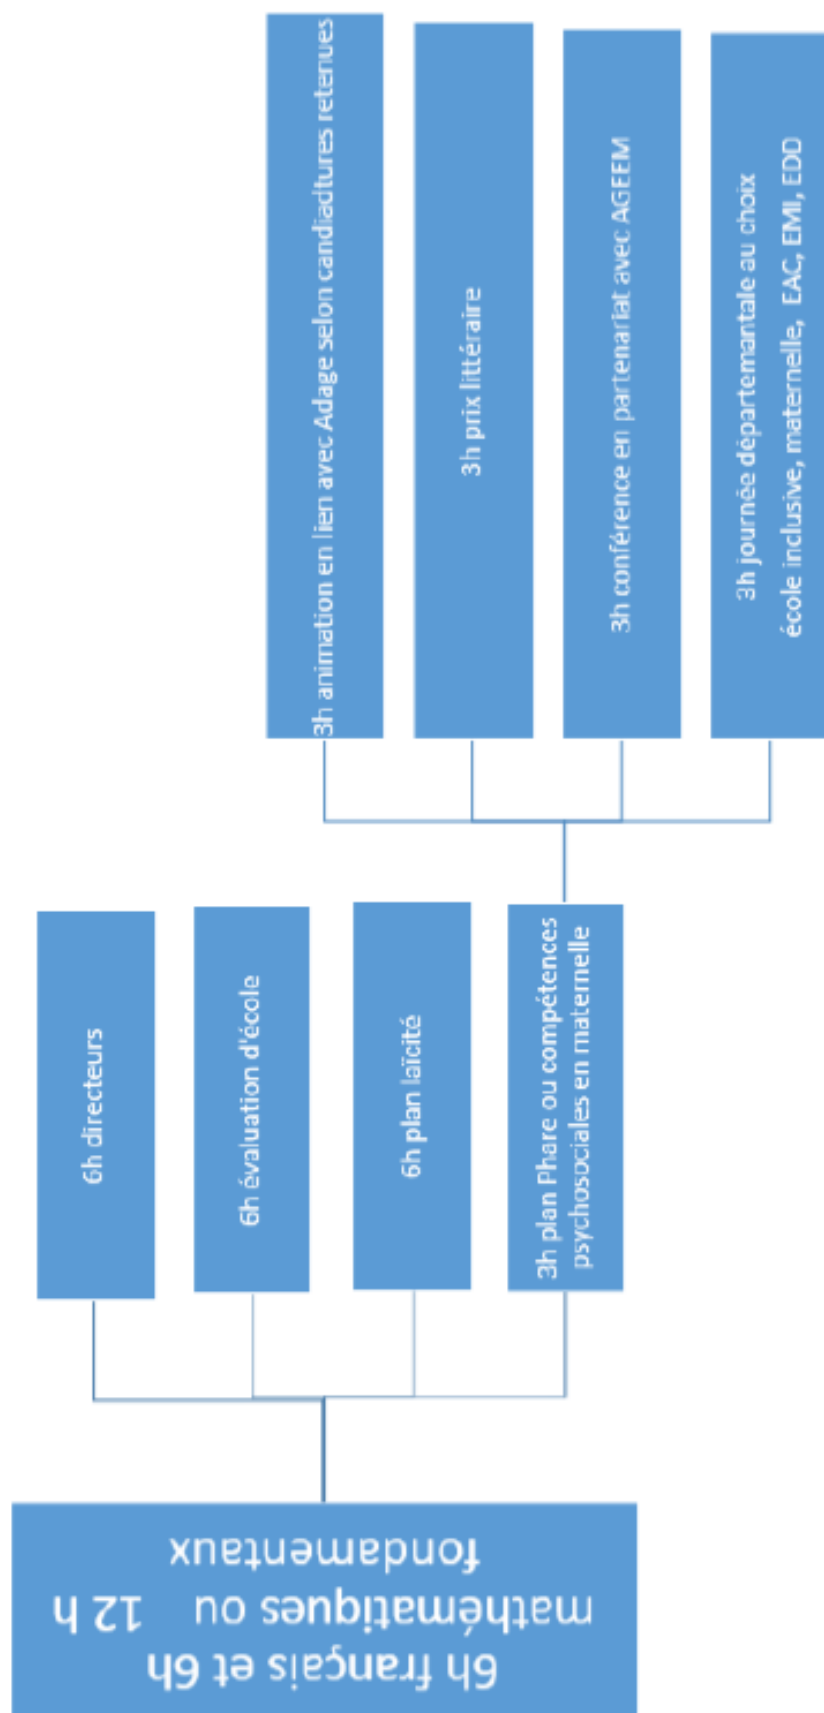 6h français et 6h
mathématiques ou 12 h
fondamentaux
6h directeurs
6h évaluation d'école
6h plan laïcité
3h plan Phare ou compétences
psychosociales en maternelle
3h animation en lien avec Adage selon candiadtures retenues
3h prix littéraire
3h conférence en partenariat avec AGEEM
3h journée départemantale au choix
école inclusive, maternelle, EAC, EMI, EDD